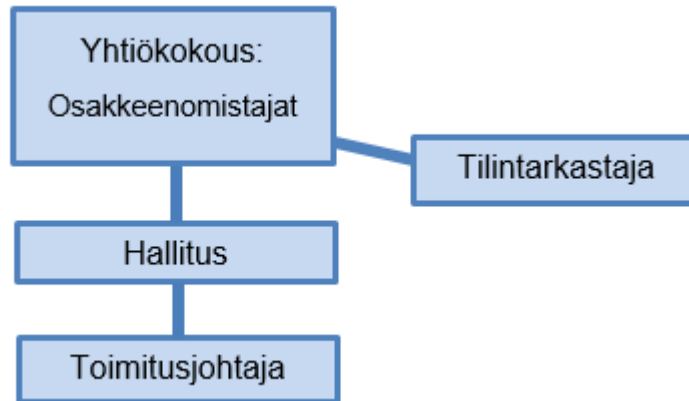 Yhtiökokous:
Osakkeenomistajat
Tilintarkastaja
Hallitus
Toimitusjohtaja